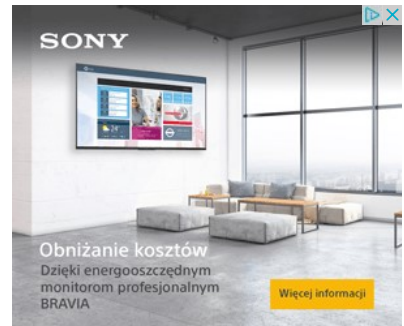 SONY
Obniżanie kosztów
Dzięki energooszczędnym
monitorom profesjonalnym
BRAVIA
Więcej informacji